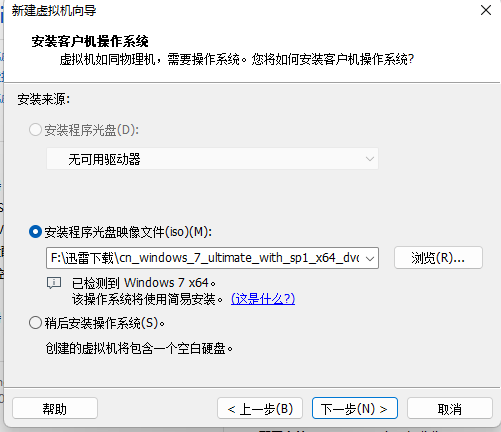 新建虚拟机向导
安装客户机操作系统
虚拟机如同物理机，需要操作系统。您将如何安装客户机操作系统？
安装来源:
安装程序光盘(D):
无可用驱动器
安装程序光盘映像文件(iso)(M):
F:\迅雷下载\cn_windows_7_ultimate_with_sp1_x64_dvd
浏览(R)...
已检测到 Windows 7 x64。
该操作系统将使用简易安装。 (这是什么?)
稍后安装操作系统(S)。
创建的虚拟机将包含一个空白硬盘。
帮助
< 上一步(B)
下一步(N) >
取消